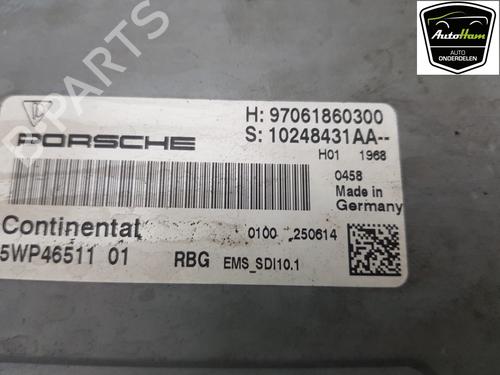 AutoHam
AUTO
ONDERDELEN
B PARTS
PORSCHE
H: 97061860300
S: 10248431AA--
H01 1968
0458
Made in
Germany
Continental
0100 250614
5WP46511 01
RBG EMS_SDI10.1